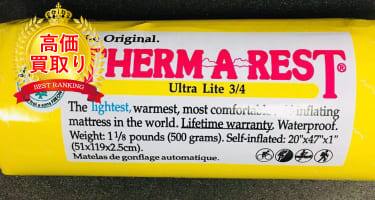 高価
買取り
BEST RANKING
Original.
THERM·A·REST®
Ultra Lite 3/4
The lightest, warmest, most comfortable inflating
mattress in the world. Lifetime warranty. Waterproof.
Weight: 1 1/8 pounds (500 grams). Self-inflated: 20"x47"x1"
(51x119x2.5cm).
Matelas de gonflage automatique.